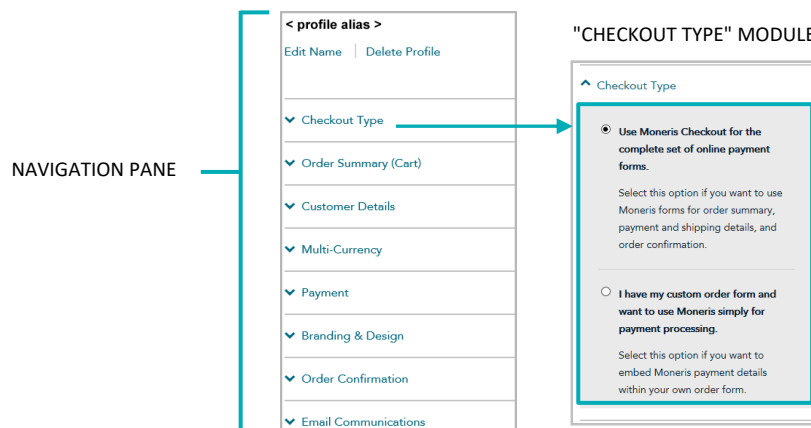 < profile alias >
Edit Name | Delete Profile
Checkout Type
Order Summary (Cart)
Customer Details
Multi-Currency
Payment
Branding & Design
Order Confirmation
Email Communications
NAVIGATION PANE
"CHECKOUT TYPE" MODULE
Checkout Type
Use Moneris Checkout for the
complete set of online payment
forms.
Select this option if you want to use
Moneris forms for order summary,
payment and shipping details, and
order confirmation.
I have my custom order form and
want to use Moneris simply for
payment processing.
Select this option if you want to
embed Moneris payment details
within your own order form.